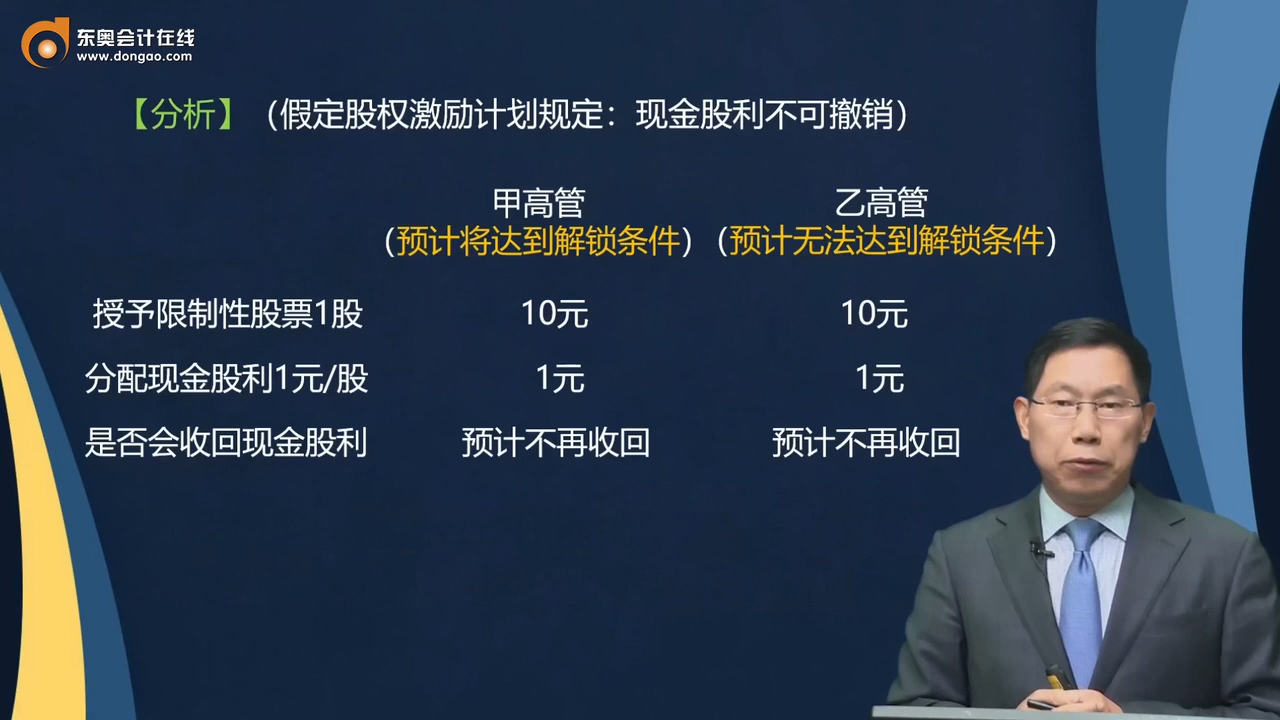 东奥会计在线
www.dongao.com
【分析】（假定股权激励计划规定：现金股利不可撤销）
甲高管 乙高管
（预计将达到解锁条件）（预计无法达到解锁条件）
授予限制性股票1股 10元 10元
分配现金股利1元/股 1元 1元
是否会收回现金股利 预计不再收回 预计不再收回